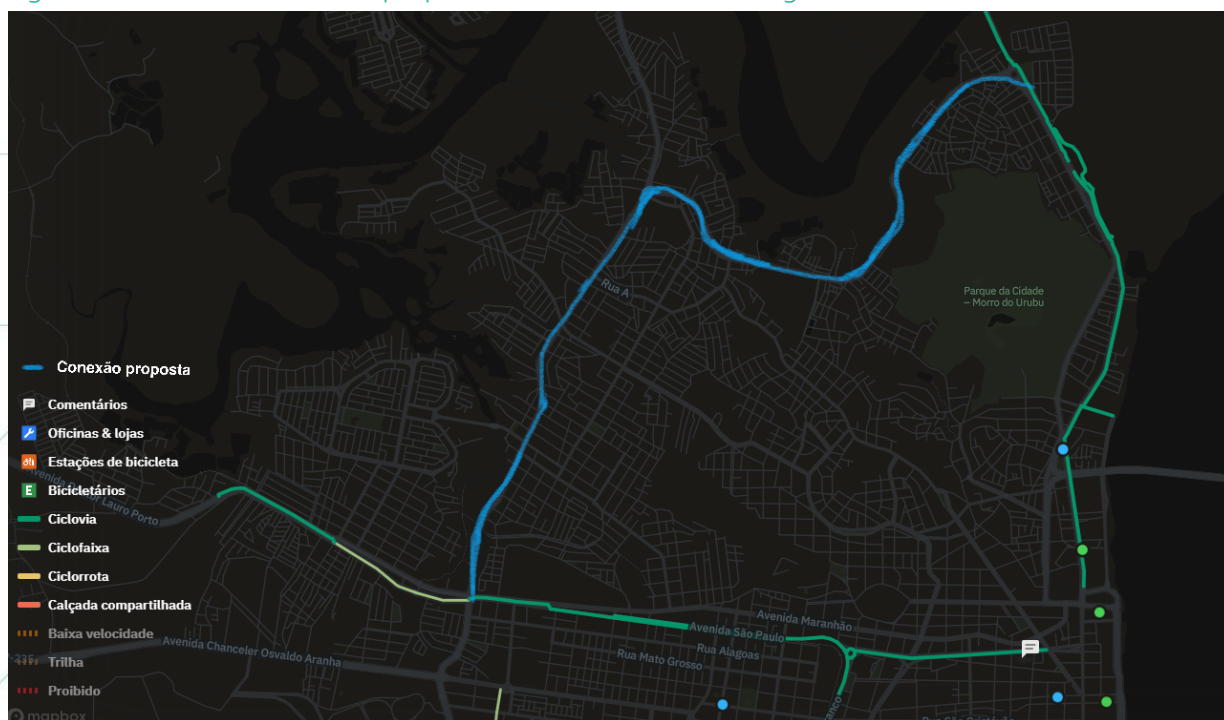 Rua A
Parque da Cidade
– Morro do Urubu
Conexão proposta
Comentários
Oficinas & lojas
Estações de bicicleta
E
Bicicletários
Ciclovia
Ciclofaixa
Ciclorrota
Calçada compartilhada
Baixa velocidade
Trilha
Proibido
Lauro Porto
Avenida Chanceler Osvaldo Aranha
Avenida Maranhão
Avenida São Paulo
Rua Alagoas
Rua Mato Grosso
mapbox